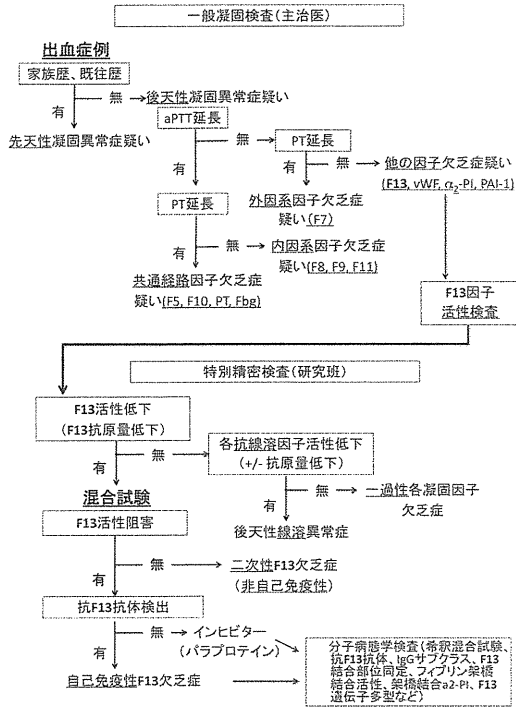 一般凝固検査(主治医)
出血症例
家族歴、既往歴
無
後天性凝固異常症疑い
有
aPTT延長
先天性凝固異常症疑い
無
PT延長
有
無
他の因子欠乏症疑い
(F13, vWF, α2-PI, PAI-1)
有
PT延長
外因系因子欠乏症
疑い(F7)
有
無
内因系因子欠乏症
疑い(F8, F9, F11)
共通経路因子欠乏症
疑い(F5, F10, PT, Fbg)
F13因子
活性検査
特別精密検査(研究班)
F13活性低下
(F13抗原量低下)
無
各抗線溶因子活性低下
(+/- 抗原量低下)
有
無
一過性各凝固因子
欠乏症
混合試験
有
F13活性阻害
後天性線溶異常症
無
二次性F13欠乏症
(非自己免疫性)
有
抗F13抗体検出
無
インヒビター
(パラプロテイン)
有
自己免疫性F13欠乏症
分子病態学検査(希釈混合試験、
抗F13抗体、IgGサブクラス、F13
結合部位同定、フィブリン架橋
結合活性、架橋結合a2-PI、F13
遺伝子多型など)